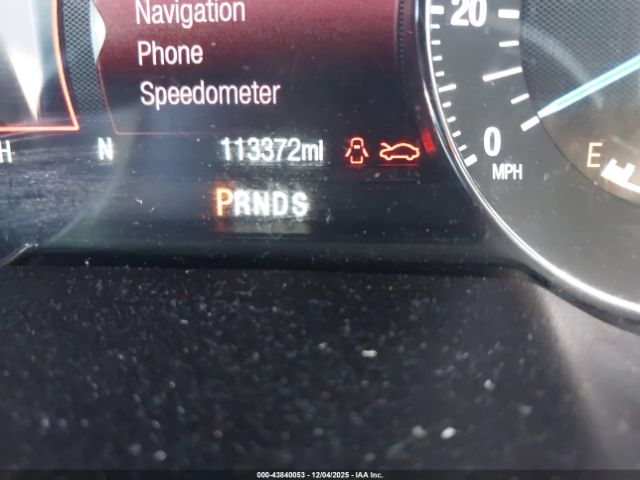 Navigation
Phone
Speedometer
20
0
MPH
E
H
N
113372mi
PRNDS
000-43840053 - 12/04/2025 - IAA Inc.